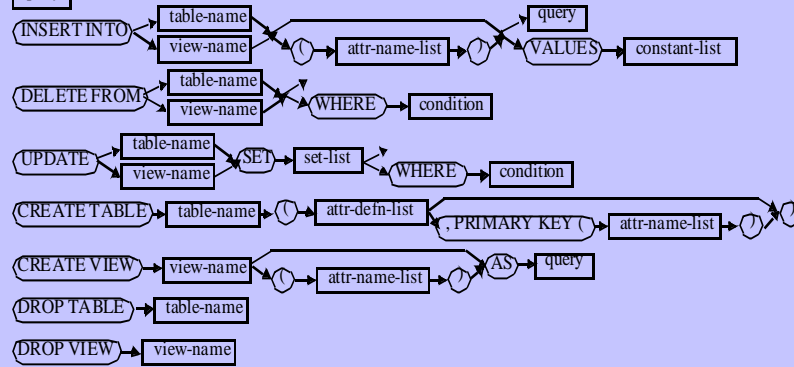 INSERT INTO table-name view-name ( attr-name-list ) query VALUES constant-list
DELETE FROM table-name view-name WHERE condition
UPDATE table-name view-name SET set-list WHERE condition
CREATE TABLE table-name ( attr-defn-list , PRIMARY KEY ( attr-name-list ) )
CREATE VIEW view-name ( attr-name-list ) AS query
DROP TABLE table-name
DROP VIEW view-name